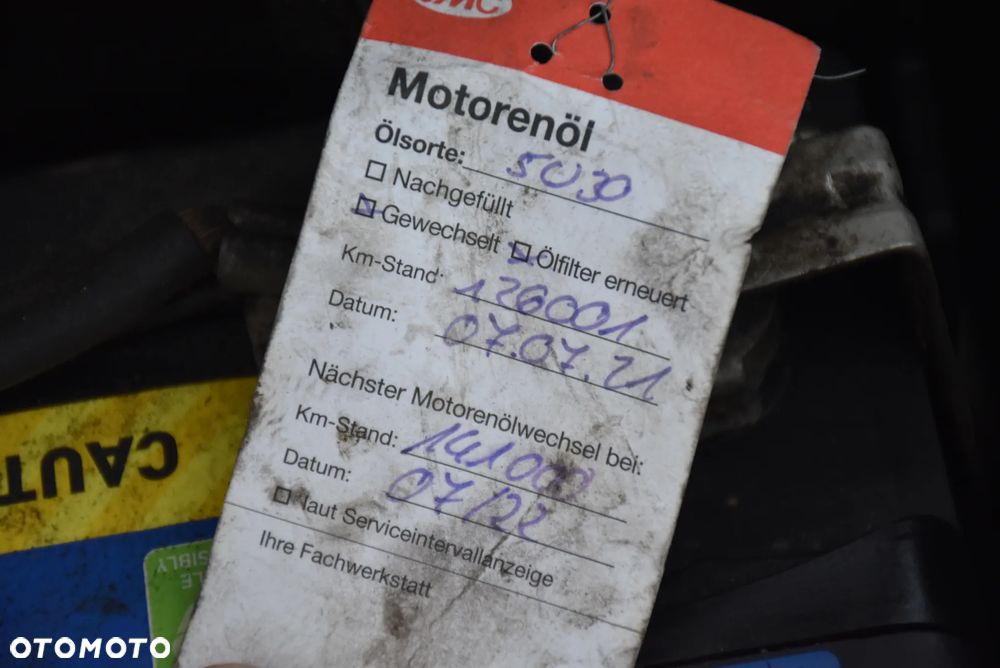 Motorenöl
Ölsorte: 5W30
Nachgefüllt
Gewechselt Ölfilter erneuert
Km-Stand: 126001
Datum: 07.07.21
Nächster Motorenölwechsel bei:
Km-Stand: 141000
Datum: 07/22
laut Serviceintervallanzeige
Ihre Fachwerkstatt
CAUT
SIBLY
OTOMOTO